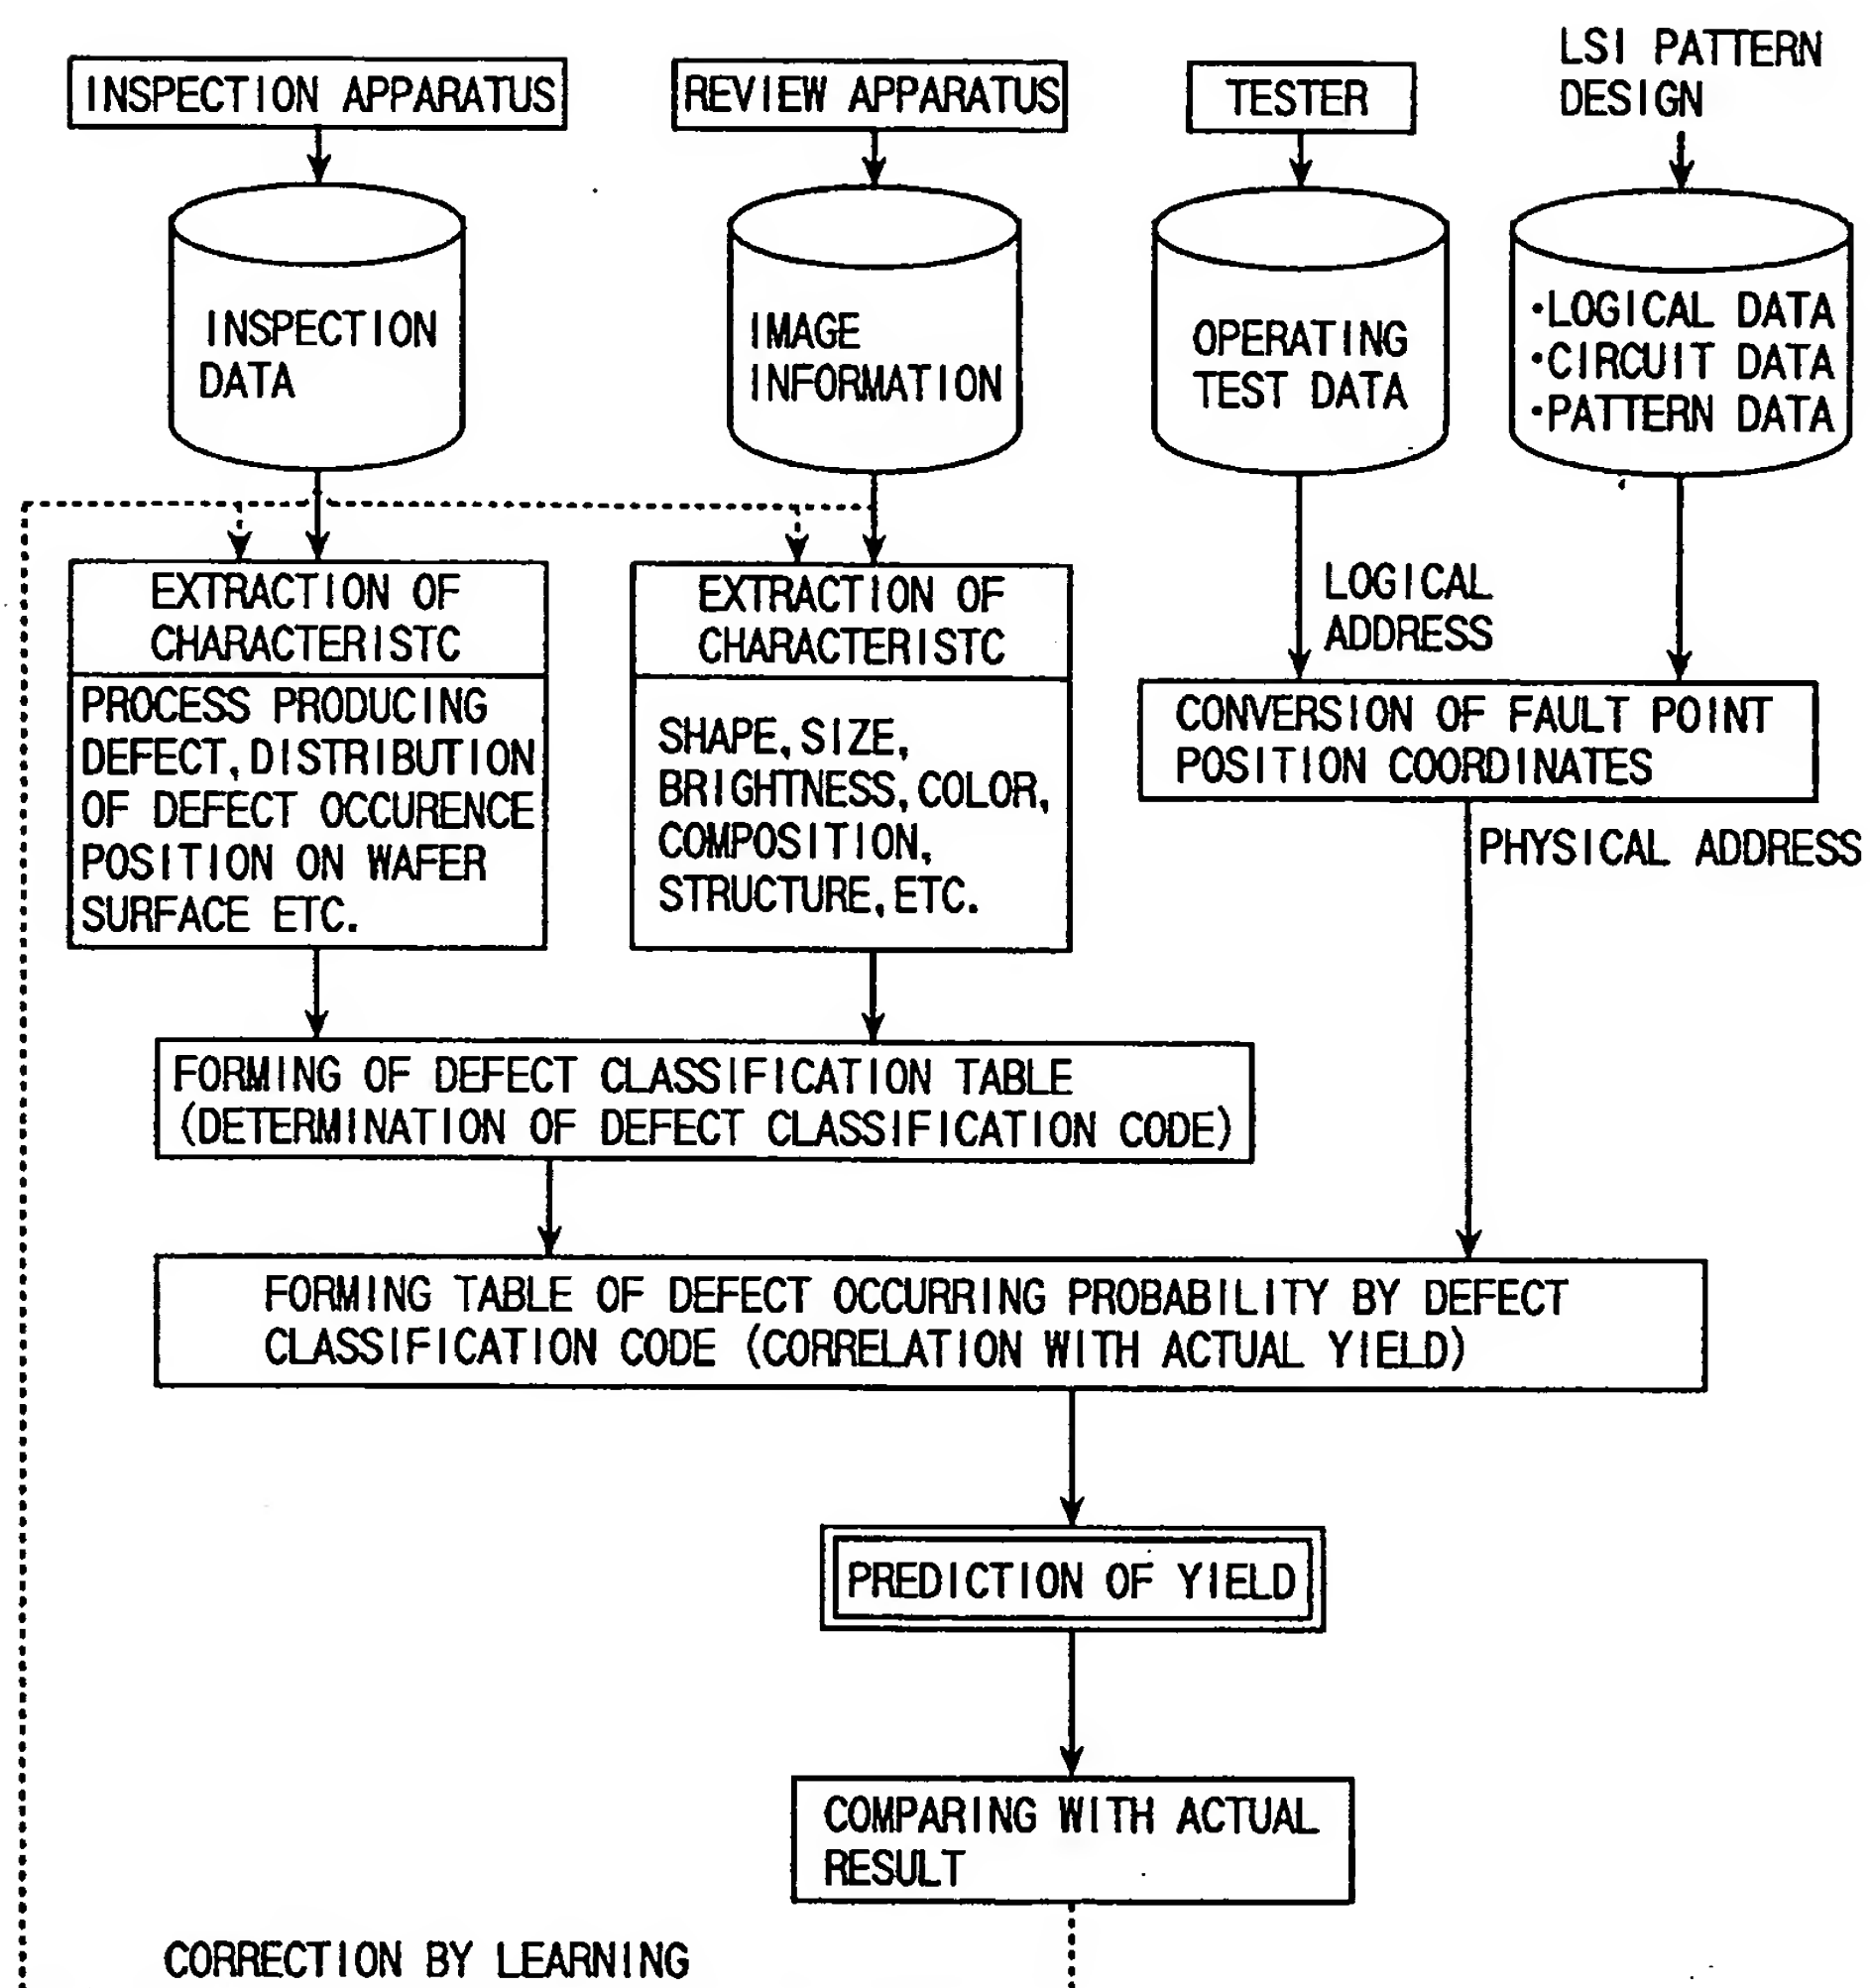 INSPECTION APPARATUS
REVIEW APPARATUS
TESTER
LSI PATTERN
DESIGN
INSPECTION
DATA
IMAGE
INFORMATION
OPERATING
TEST DATA
・LOGICAL DATA
・CIRCUIT DATA
・PATTERN DATA
EXTRACTION OF
CHARACTERISTC
PROCESS PRODUCING
DEFECT, DISTRIBUTION
OF DEFECT OCCURENCE
POSITION ON WAFER
SURFACE ETC.
EXTRACTION OF
CHARACTERISTC
SHAPE, SIZE,
BRIGHTNESS, COLOR,
COMPOSITION,
STRUCTURE, ETC.
LOGICAL
ADDRESS
CONVERSION OF FAULT POINT
POSITION COORDINATES
PHYSICAL ADDRESS
FORMING OF DEFECT CLASSIFICATION TABLE
(DETERMINATION OF DEFECT CLASSIFICATION CODE)
FORMING TABLE OF DEFECT OCCURRING PROBABILITY BY DEFECT
CLASSIFICATION CODE (CORRELATION WITH ACTUAL YIELD)
PREDICTION OF YIELD
COMPARING WITH ACTUAL
RESULT
CORRECTION BY LEARNING